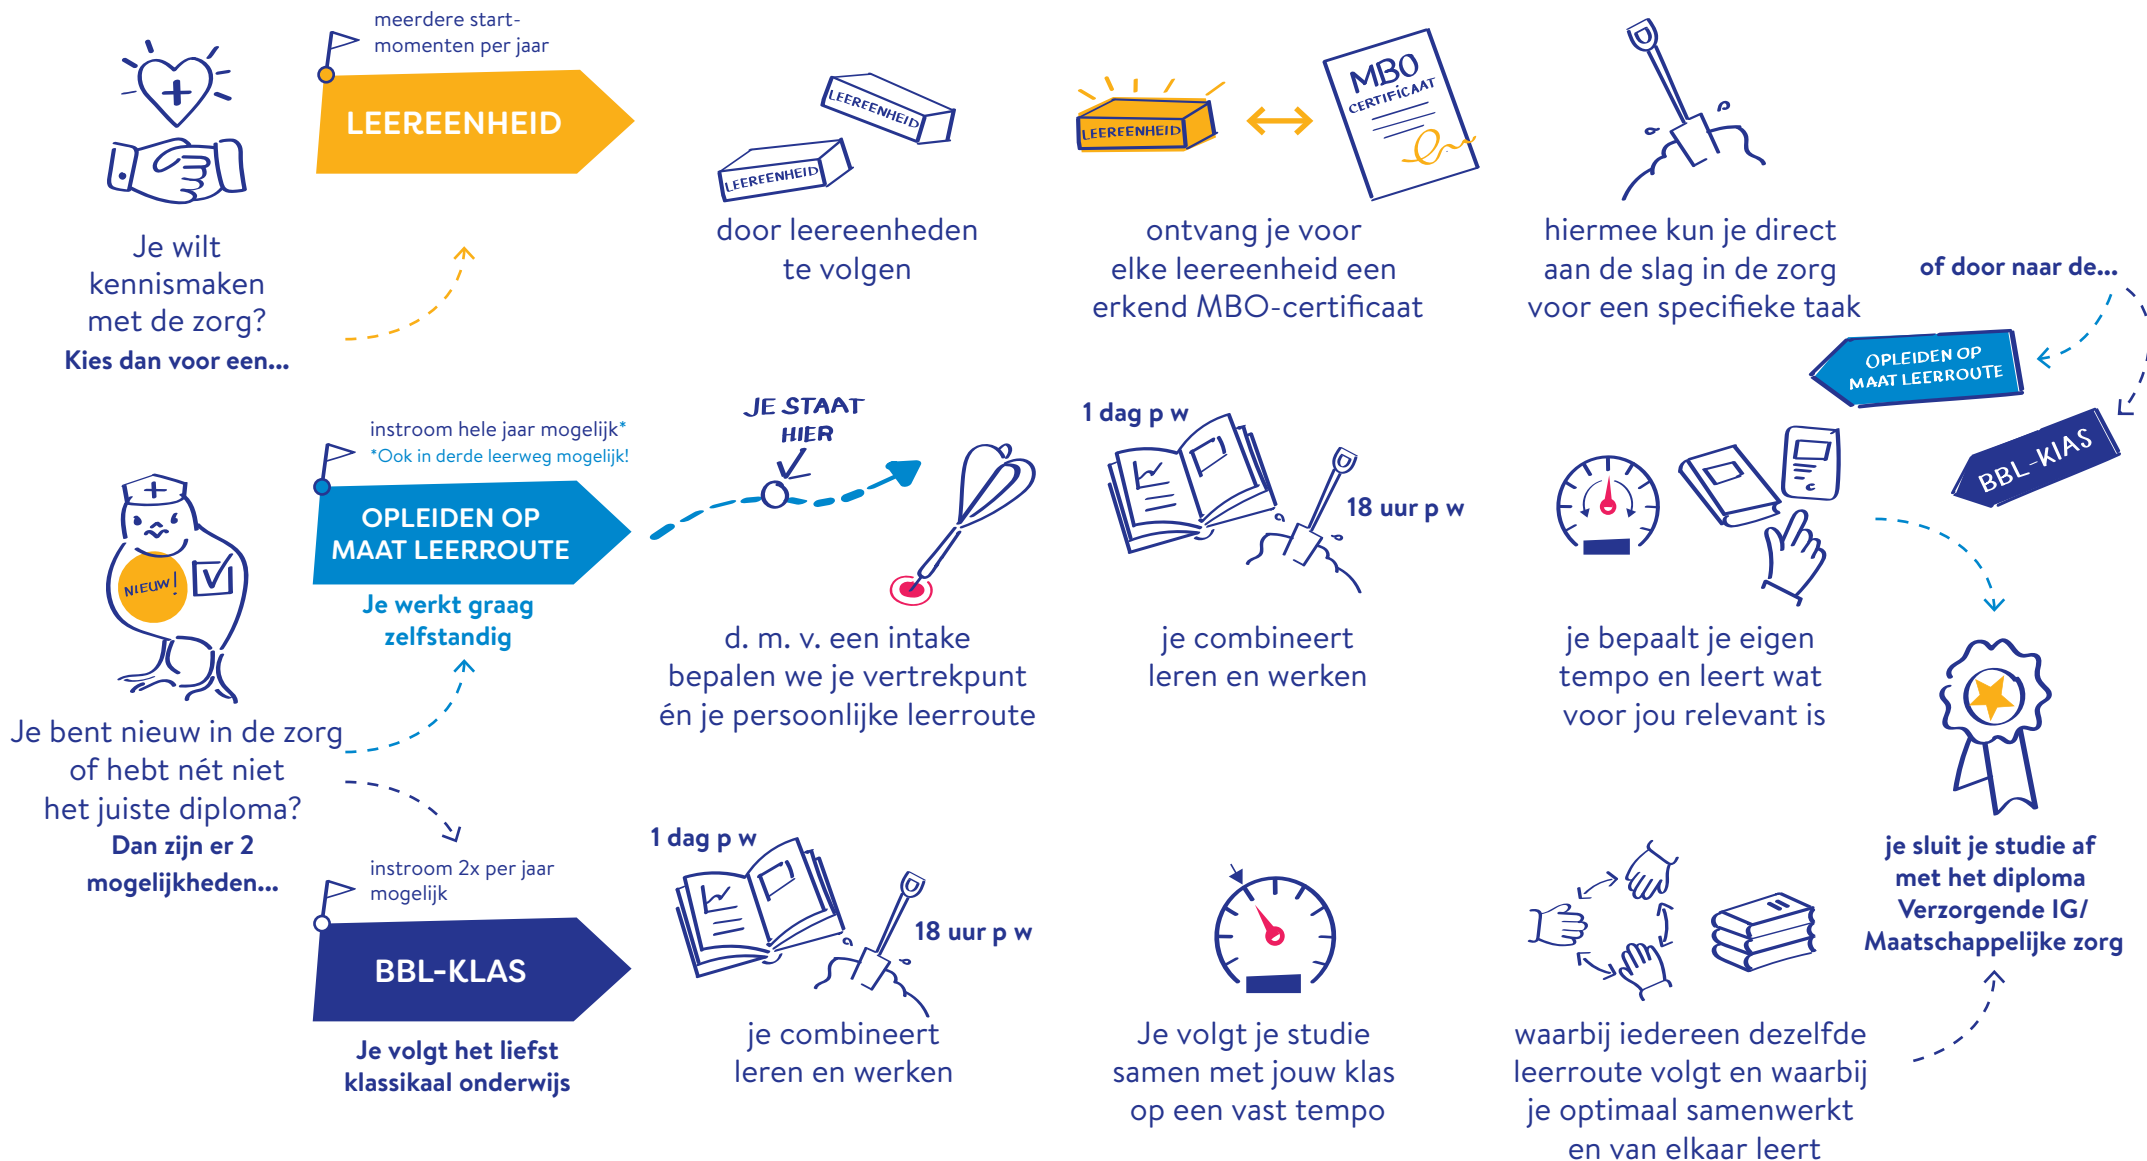 meerdere start-
momenten per jaar
LEEREENHEID
Je wilt
kennismaken
met de zorg?
Kies dan voor een...
LEEREENHEID
LEEREENHEID
door leereenheden
te volgen
LEEREENHEID
MBO
CERTIFICAAT
ontvang je voor
elke leereenheid een
erkend MBO-certificaat
hiermee kun je direct
aan de slag in de zorg
voor een specifieke taak
of door naar de...
OPLEIDEN OP
MAAT LEERROUTE
BBL-KLAS
NIEUW!
Je bent nieuw in de zorg
of hebt nét niet
het juiste diploma?
Dan zijn er 2
mogelijkheden...
instroom hele jaar mogelijk*
*Ook in derde leerweg mogelijk!
OPLEIDEN OP
MAAT LEERROUTE
Je werkt graag
zelfstandig
JE STAAT
HIER
d. m. v. een intake
bepalen we je vertrekpunt
én je persoonlijke leerroute
1 dag p w
18 uur p w
je combineert
leren en werken
je bepaalt je eigen
tempo en leert wat
voor jou relevant is
instroom 2x per jaar
mogelijk
BBL-KLAS
Je volgt het liefst
klassikaal onderwijs
1 dag p w
18 uur p w
je combineert
leren en werken
Je volgt je studie
samen met jouw klas
op een vast tempo
waarbij iedereen dezelfde
leerroute volgt en waarbij
je optimaal samenwerkt
en van elkaar leert
je sluit je studie af
met het diploma
Verzorgende IG/
Maatschappelijke zorg